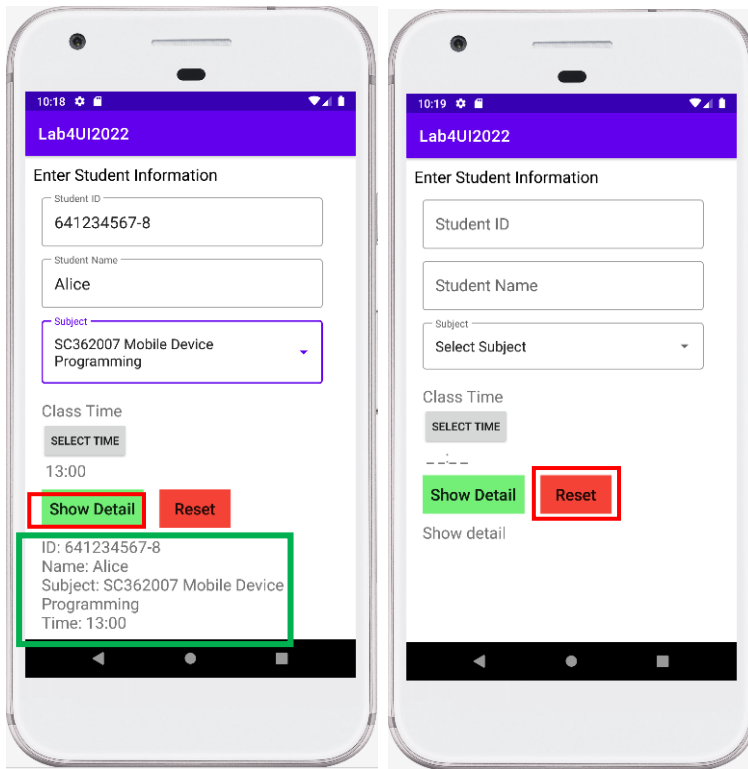 10:18
Lab4UI2022
Enter Student Information
Student ID
641234567-8
Student Name
Alice
Subject
SC362007 Mobile Device
Programming
Class Time
SELECT TIME
13:00
Show Detail
Reset
ID: 641234567-8
Name: Alice
Subject: SC362007 Mobile Device
Programming
Time: 13:00
10:19
Lab4UI2022
Enter Student Information
Student ID
Student Name
Subject
Select Subject
Class Time
SELECT TIME
_ _:_ _
Show Detail
Reset
Show detail